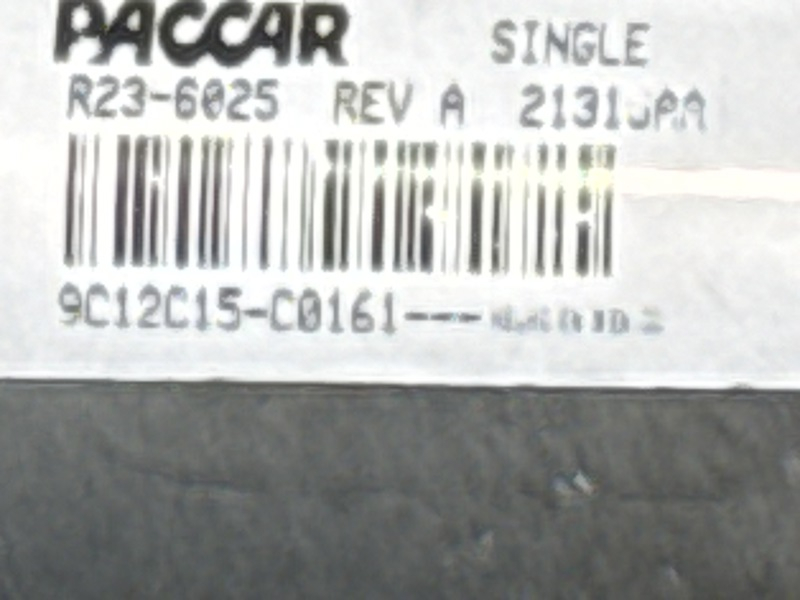 PACCAR SINGLE
R23-6025 REV A
9C12C15-C0161---